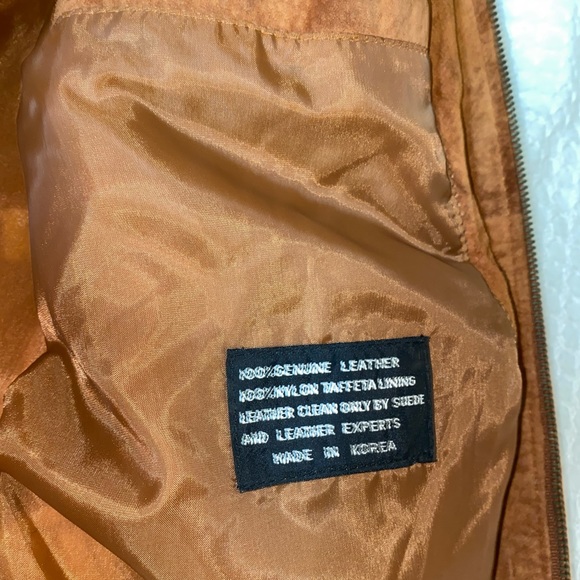 100% GENUINE LEATHER
100% NYLON TAFFETA LINING
LEATHER CLEAN ONLY BY SUEDE
AND LEATHER EXPERTS
MADE IN KOREA